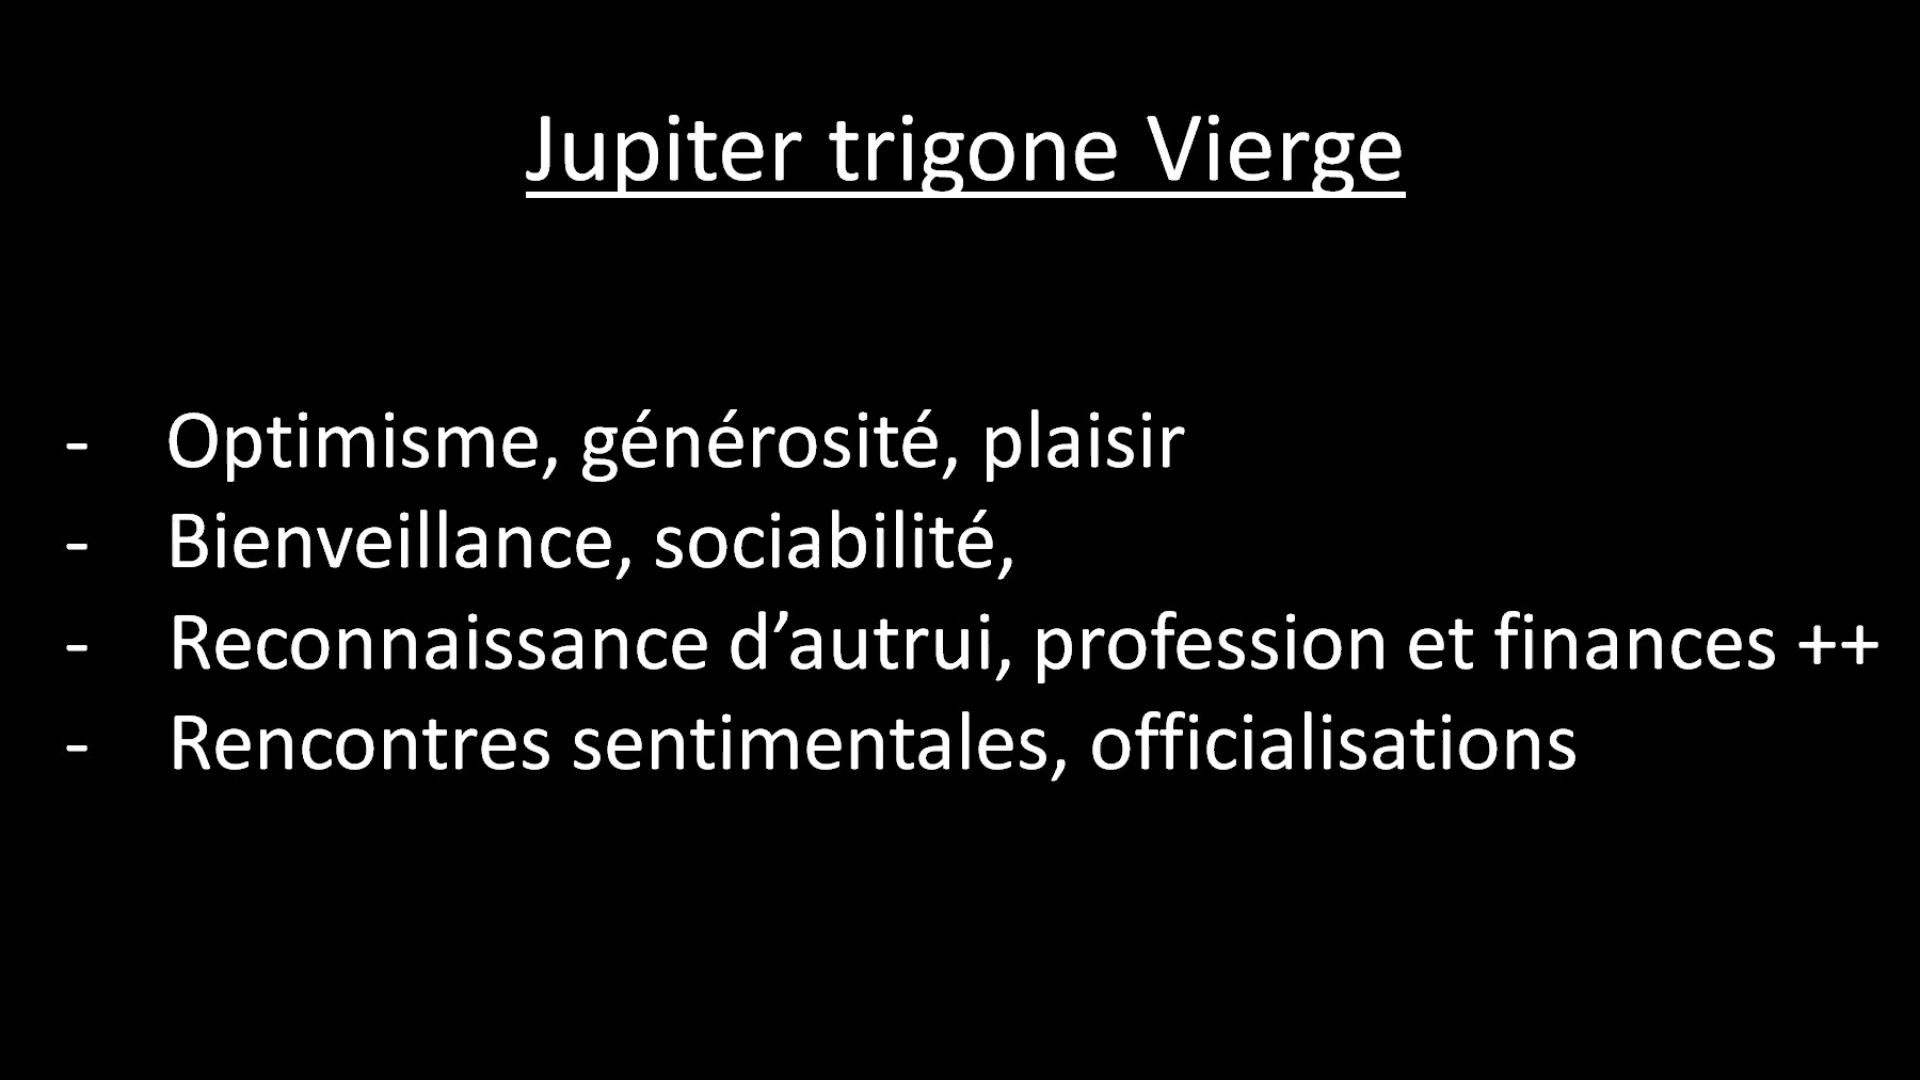 Jupiter trigone Vierge
- Optimisme, générosité, plaisir
- Bienveillance, sociabilité,
- Reconnaissance d’autrui, profession et finances ++
- Rencontres sentimentales, officialisations